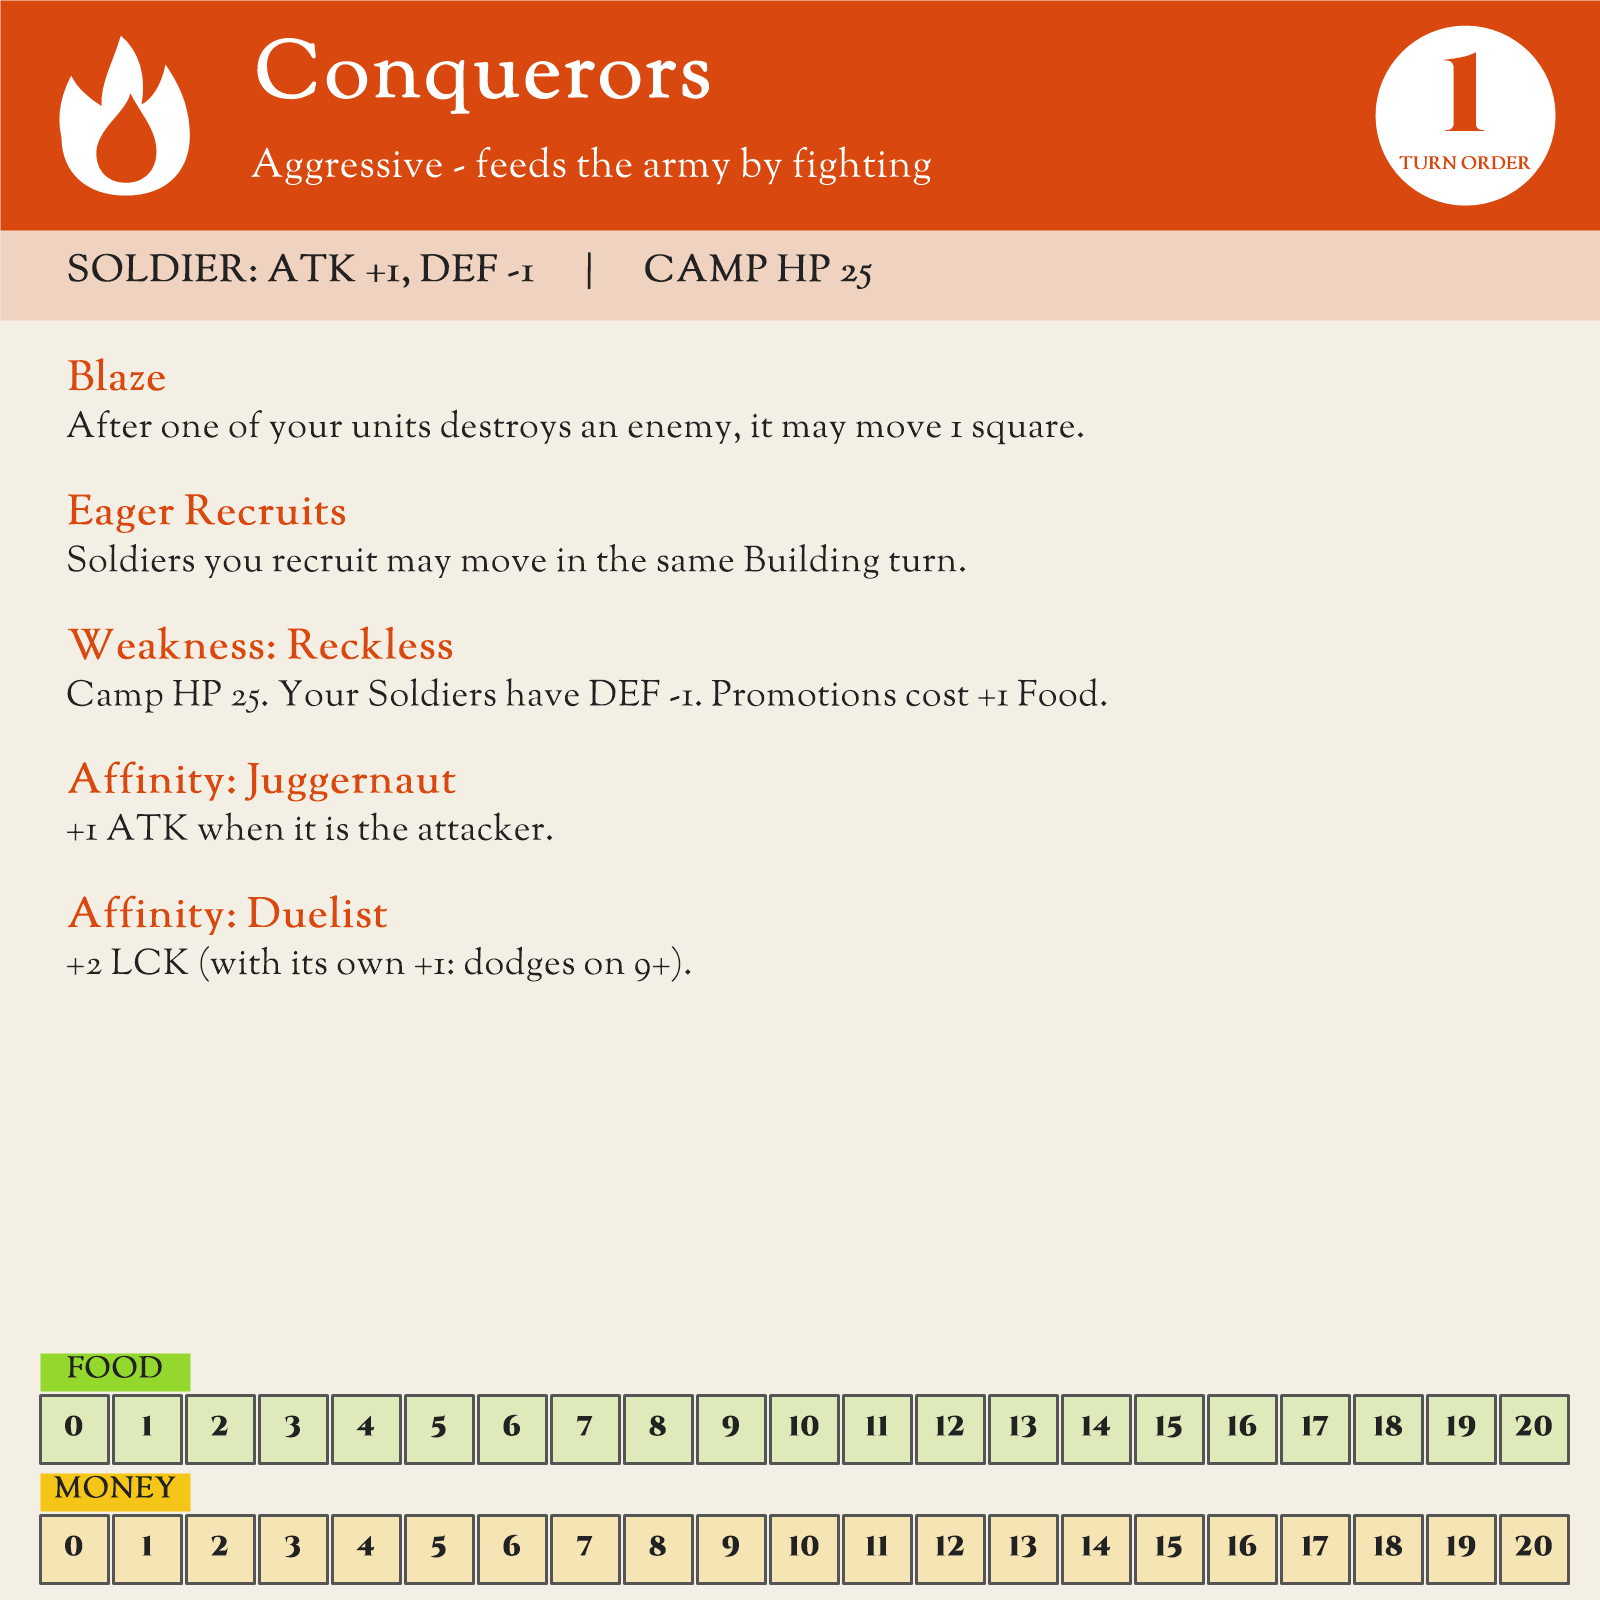 Conquerors
Aggressive - feeds the army by fighting
1
TURN ORDER
SOLDIER: ATK +1, DEF -1 | CAMP HP 25
Blaze
After one of your units destroys an enemy, it may move 1 square.
Eager Recruits
Soldiers you recruit may move in the same Building turn.
Weakness: Reckless
Camp HP 25. Your Soldiers have DEF -1. Promotions cost +1 Food.
Affinity: Juggernaut
+1 ATK when it is the attacker.
Affinity: Duelist
+2 LCK (with its own +1: dodges on 9+).
FOOD
0 1 2 3 4 5 6 7 8 9 10 11 12 13 14 15 16 17 18 19 20
MONEY
0 1 2 3 4 5 6 7 8 9 10 11 12 13 14 15 16 17 18 19 20